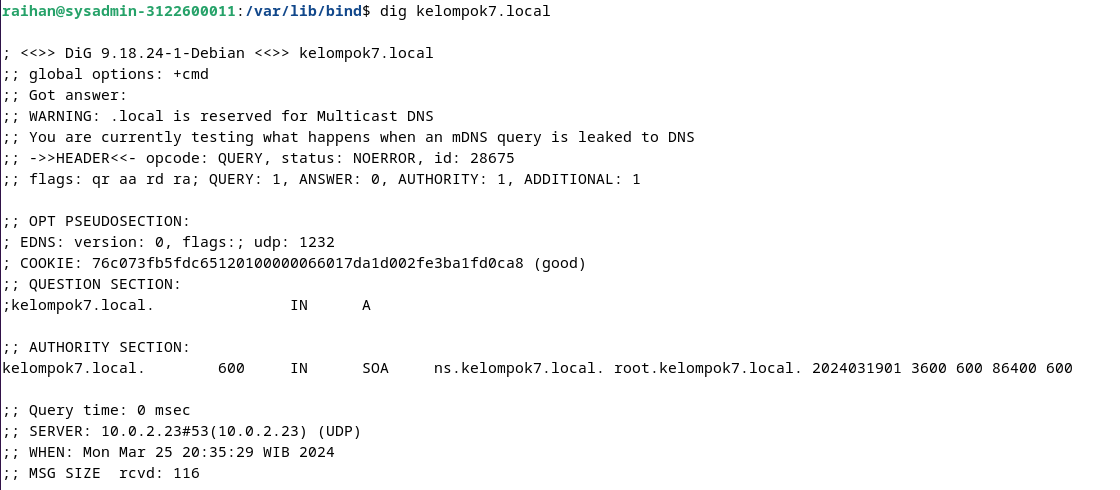 raihan@sysadmin-3122600011:/var/lib/bind$ dig kelompok7.local
; <<>> DiG 9.18.24-1-Debian <<>> kelompok7.local
;; global options: +cmd
;; Got answer:
;; WARNING: .local is reserved for Multicast DNS
;; You are currently testing what happens when an mDNS query is leaked to DNS
;; ->>HEADER<<- opcode: QUERY, status: NOERROR, id: 28675
;; flags: qr aa rd ra; QUERY: 1, ANSWER: 0, AUTHORITY: 1, ADDITIONAL: 1
;; OPT PSEUDOSECTION:
; EDNS: version: 0, flags:; udp: 1232
; COOKIE: 76c073fb5fdc65120100000066017da1d002fe3ba1fd0ca8 (good)
;; QUESTION SECTION:
;kelompok7.local. IN A
;; AUTHORITY SECTION:
kelompok7.local. 600 IN SOA ns.kelompok7.local. root.kelompok7.local. 2024031901 3600 600 86400 600
;; Query time: 0 msec
;; SERVER: 10.0.2.23#53(10.0.2.23) (UDP)
;; WHEN: Mon Mar 25 20:35:29 WIB 2024
;; MSG SIZE rcvd: 116